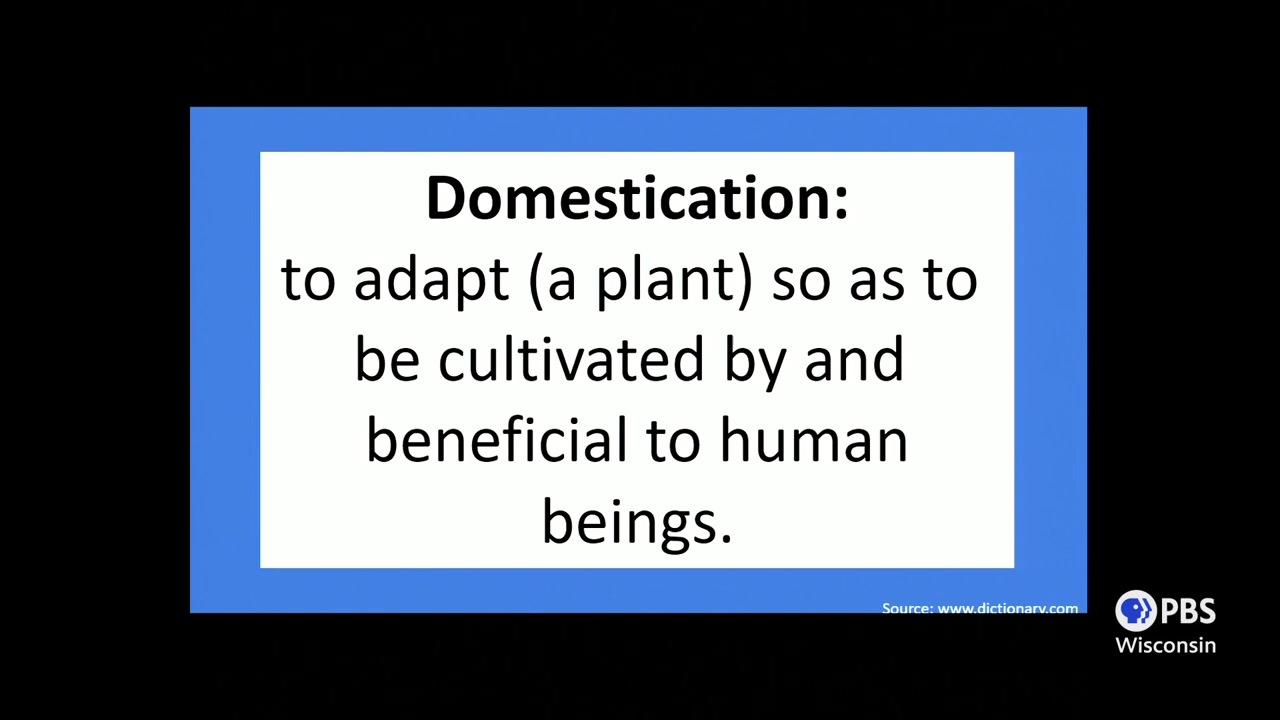 Domestication:
to adapt (a plant) so as to
be cultivated by and
beneficial to human
beings.
Source: www.dictionary.com
PBS
Wisconsin